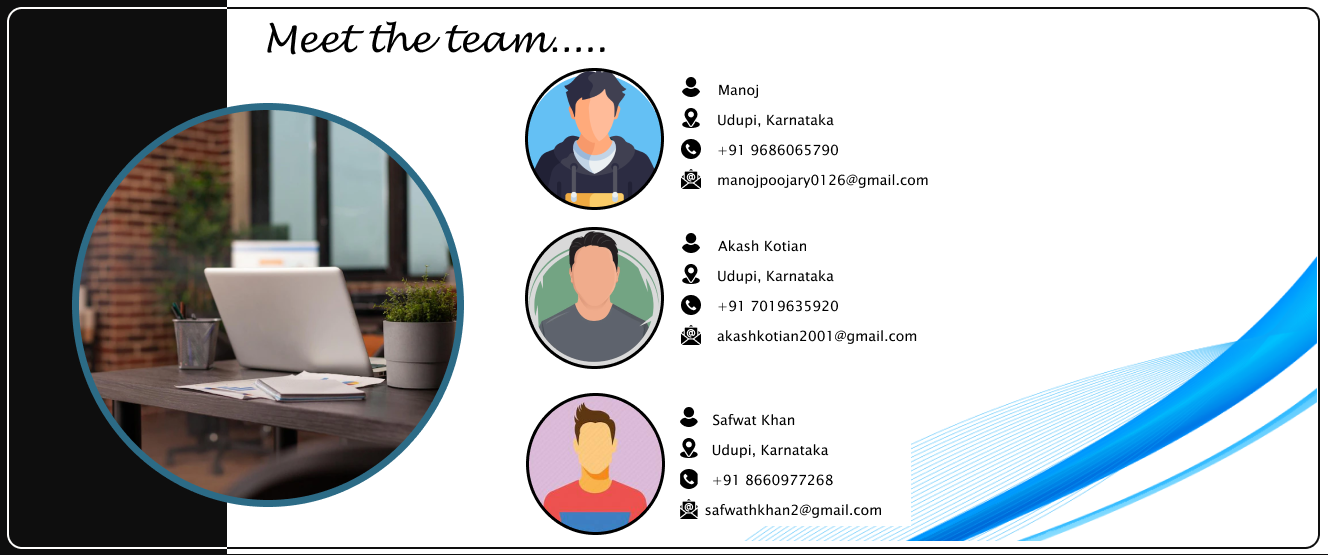 Meet the team.....
Manoj
Udupi, Karnataka
+91 9686065790
manojpoojary0126@gmail.com
Akash Kotian
Udupi, Karnataka
+91 7019635920
akashkotian2001@gmail.com
Safwat Khan
Udupi, Karnataka
+91 8660977268
safwathkhan2@gmail.com